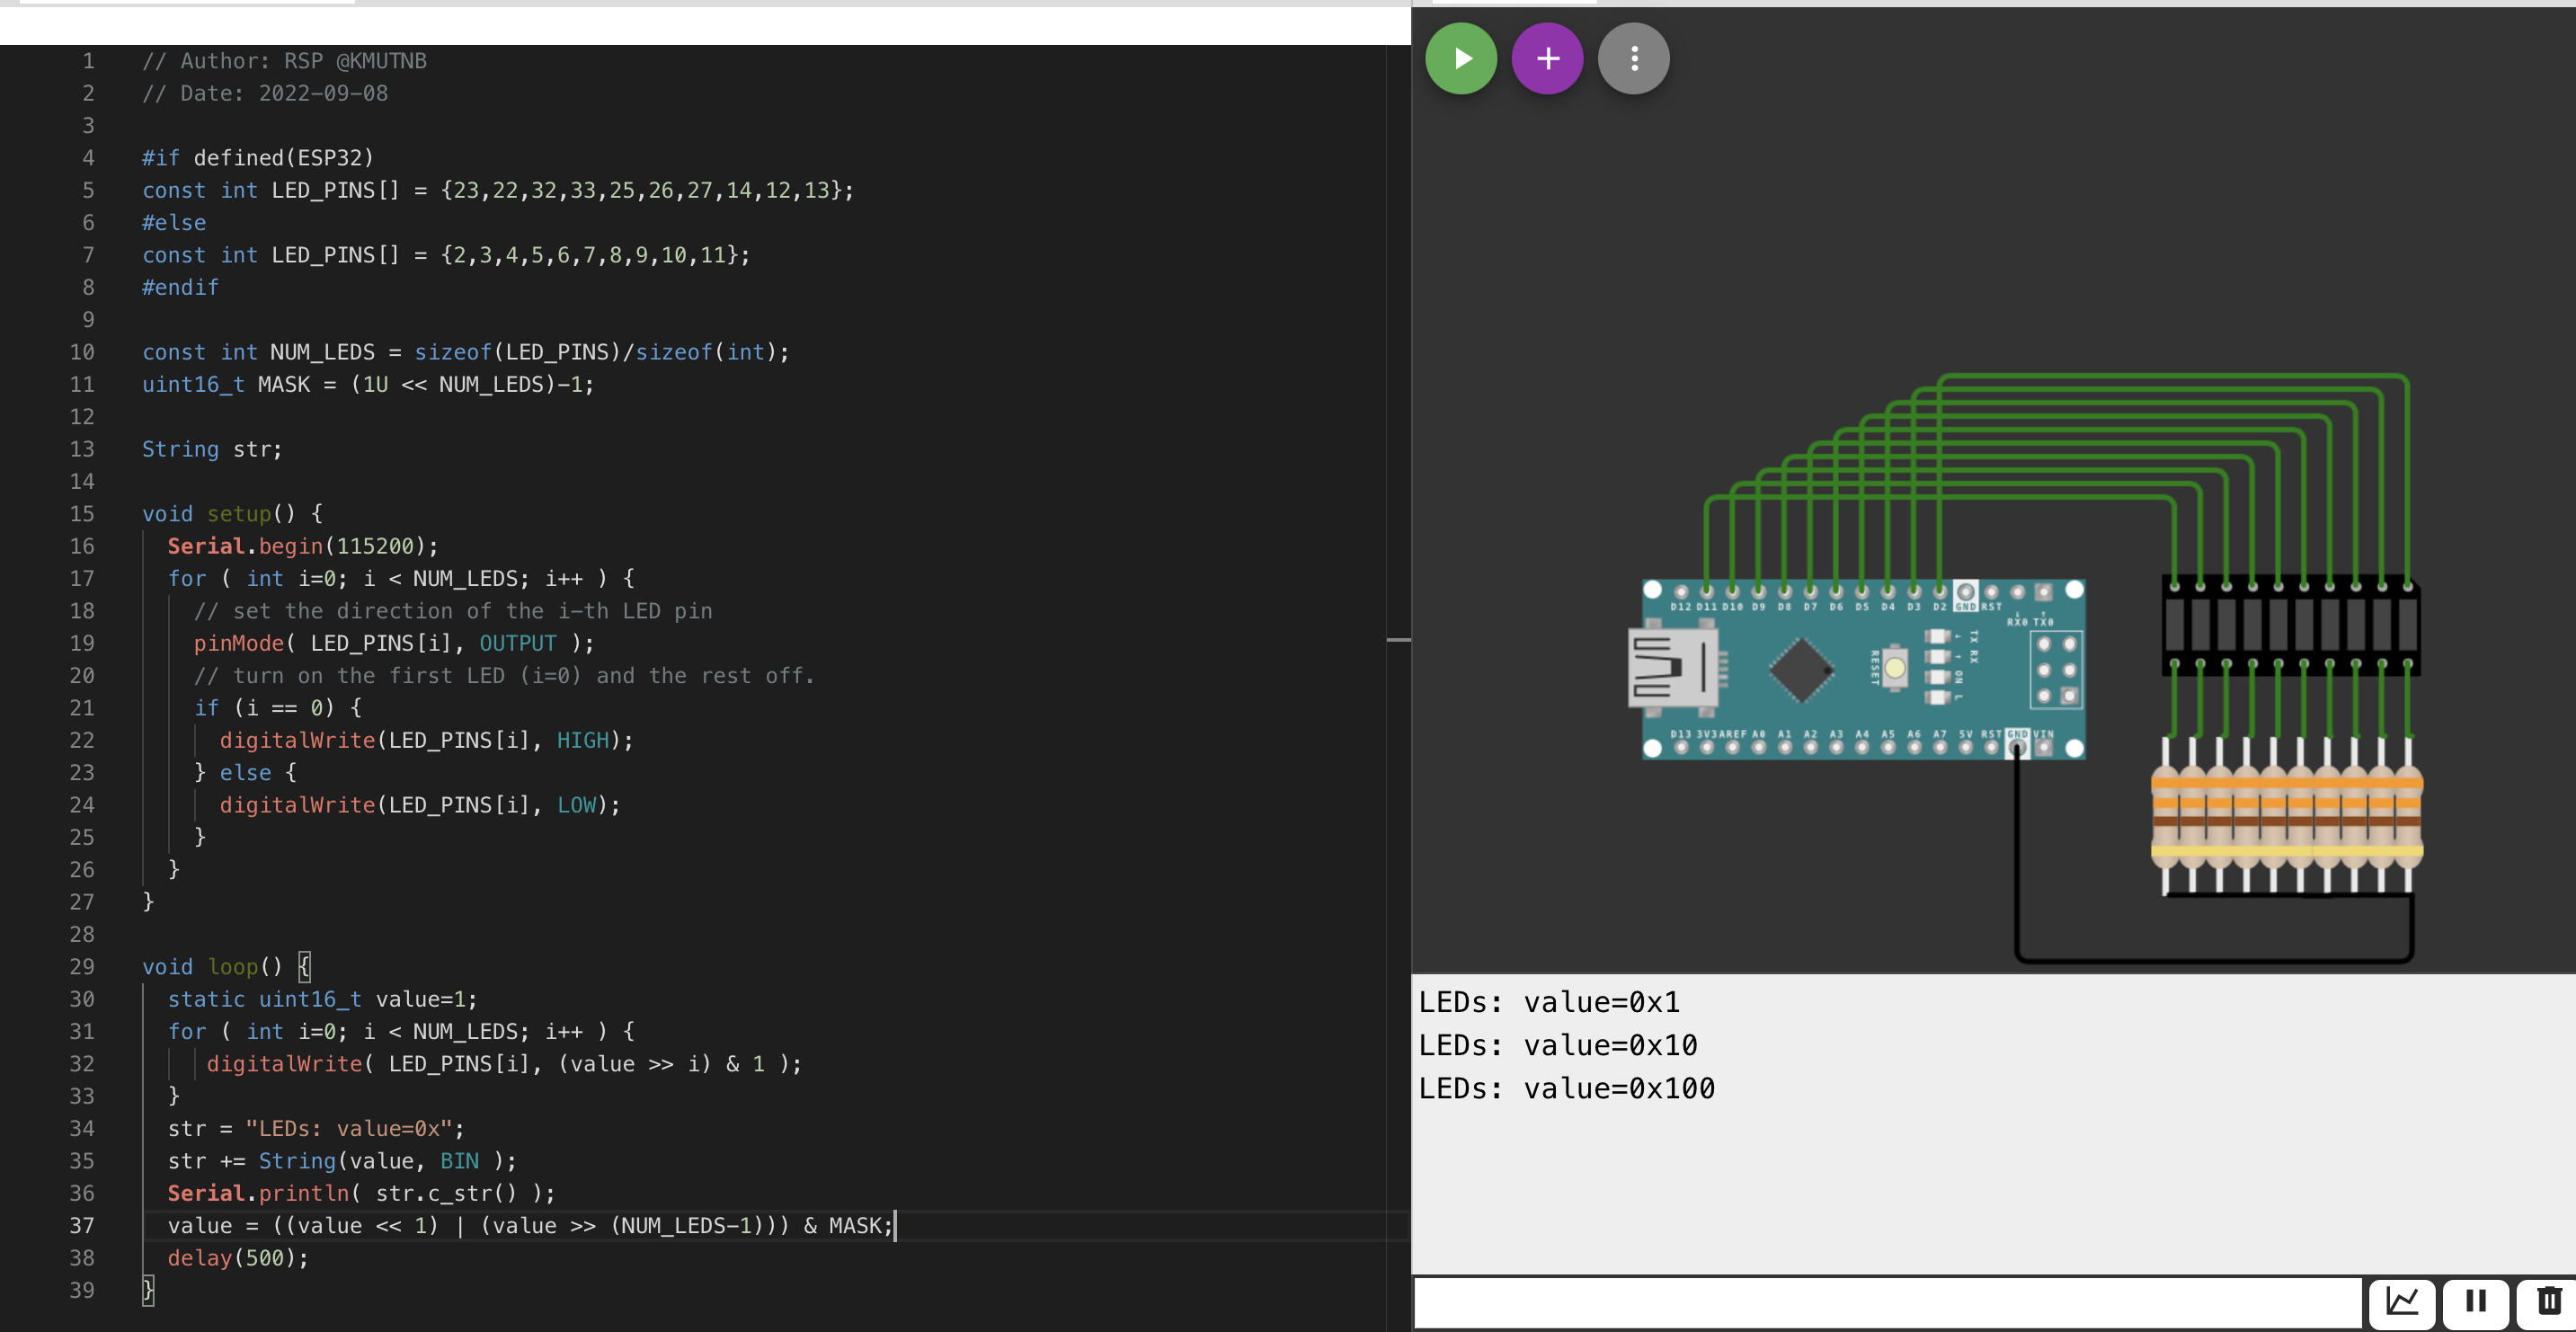 1 // Author: RSP @KMUTNB
2 // Date: 2022-09-08
3
4 #if defined(ESP32)
5 const int LED_PINS[] = {23,22,32,33,25,26,27,14,12,13};
6 #else
7 const int LED_PINS[] = {2,3,4,5,6,7,8,9,10,11};
8 #endif
9
10 const int NUM_LEDS = sizeof(LED_PINS)/sizeof(int);
11 uint16_t MASK = (1U << NUM_LEDS)-1;
12
13 String str;
14
15 void setup() {
16   Serial.begin(115200);
17   for ( int i=0; i < NUM_LEDS; i++ ) {
18     // set the direction of the i-th LED pin
19     pinMode( LED_PINS[i], OUTPUT );
20     // turn on the first LED (i=0) and the rest off.
21     if (i == 0) {
22       digitalWrite(LED_PINS[i], HIGH);
23     } else {
24       digitalWrite(LED_PINS[i], LOW);
25     }
26   }
27 }
28
29 void loop() {
30   static uint16_t value=1;
31   for ( int i=0; i < NUM_LEDS; i++ ) {
32      digitalWrite( LED_PINS[i], (value >> i) & 1 );
33   }
34   str = "LEDs: value=0x";
35   str += String(value, BIN );
36   Serial.println( str.c_str() );
37   value = ((value << 1) | (value >> (NUM_LEDS-1))) & MASK;
38   delay(500);
39 }
D12 D11 D10 D9 D8 D7 D6 D5 D4 D3 D2 GND RST
RX0 TX0
TX RX
RESET
ON L
D13 3V3 AREF A0 A1 A2 A3 A4 A5 A6 A7 5V RST GND VIN
LEDs: value=0x1
LEDs: value=0x10
LEDs: value=0x100